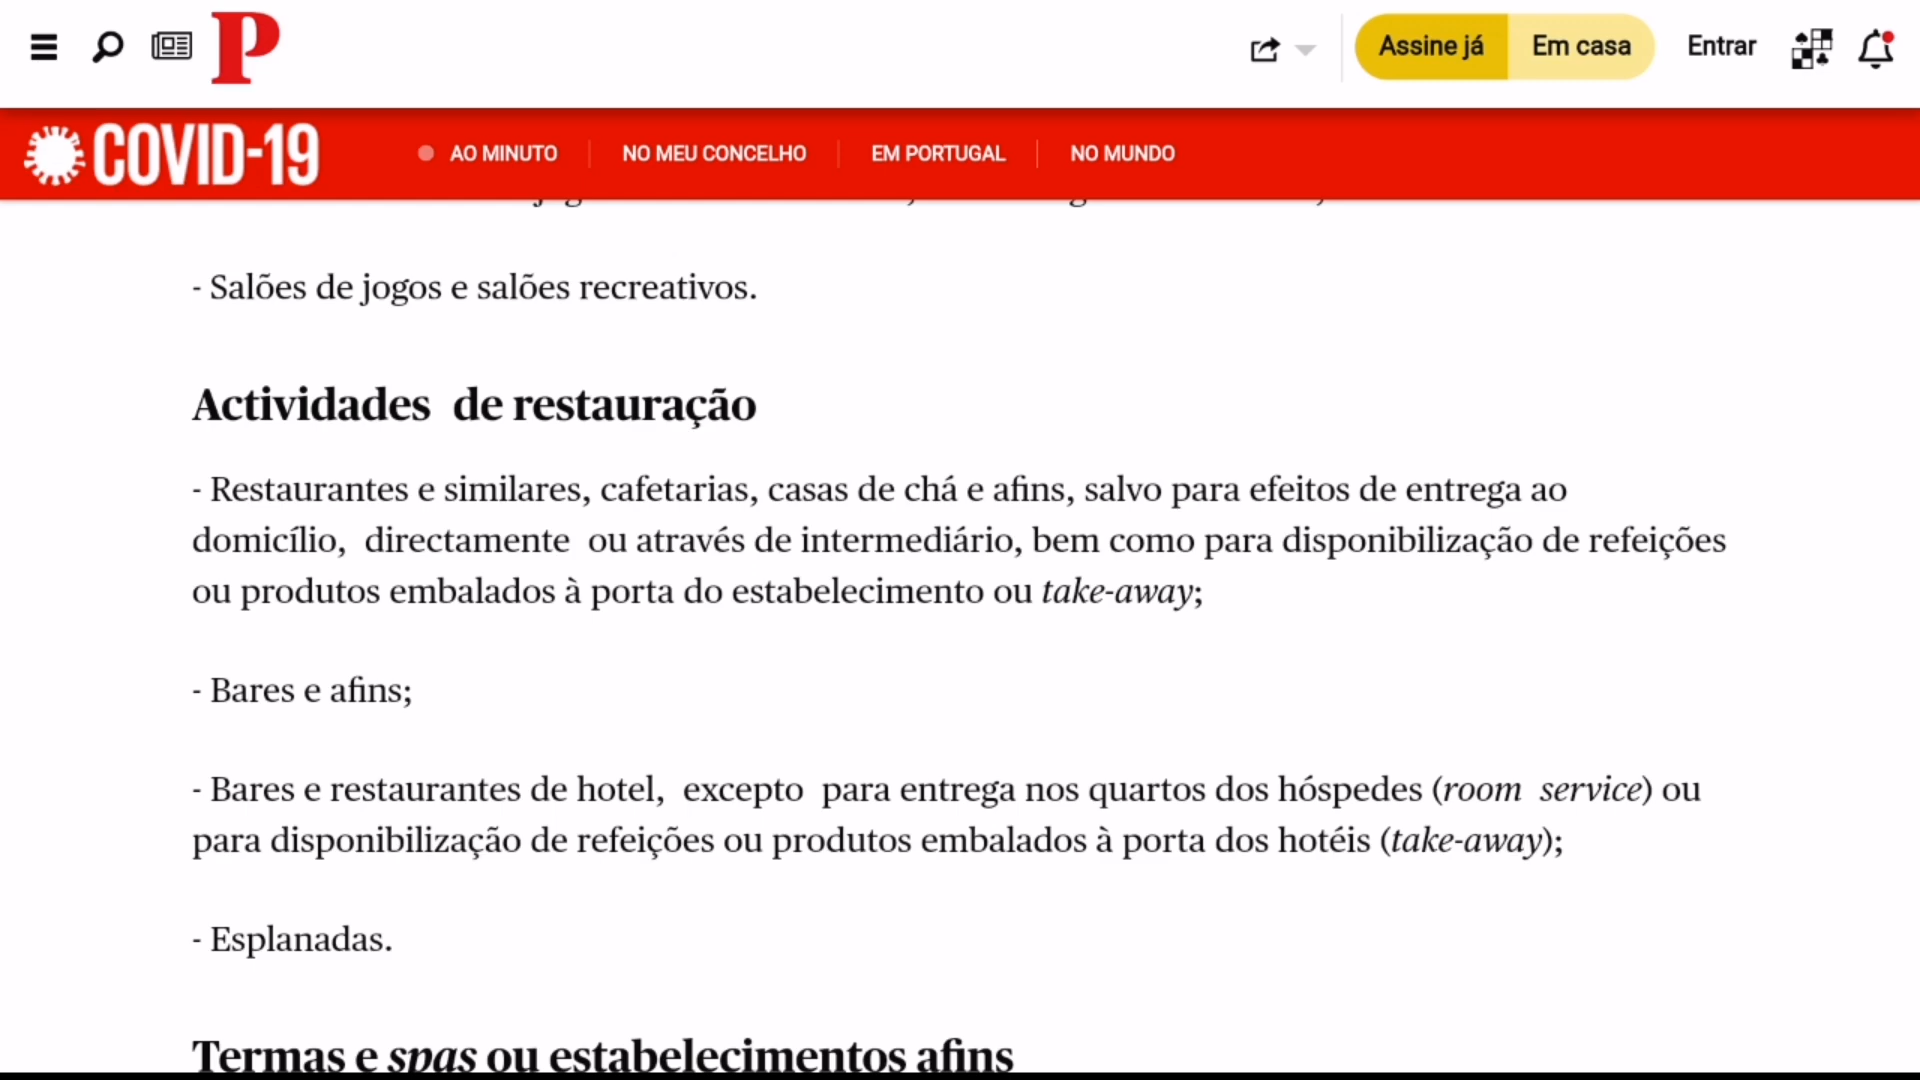 P
Assine já
Em casa
Entrar
COVID-19
AO MINUTO
NO MEU CONCELHO
EM PORTUGAL
NO MUNDO
- Salões de jogos e salões recreativos.
Actividades de restauração
- Restaurantes e similares, cafetarias, casas de chá e afins, salvo para efeitos de entrega ao
domicílio, directamente ou através de intermediário, bem como para disponibilização de refeições
ou produtos embalados à porta do estabelecimento ou take-away;
- Bares e afins;
- Bares e restaurantes de hotel, excepto para entrega nos quartos dos hóspedes (room service) ou
para disponibilização de refeições ou produtos embalados à porta dos hotéis (take-away);
- Esplanadas.
Termas e spas ou estabelecimentos afins